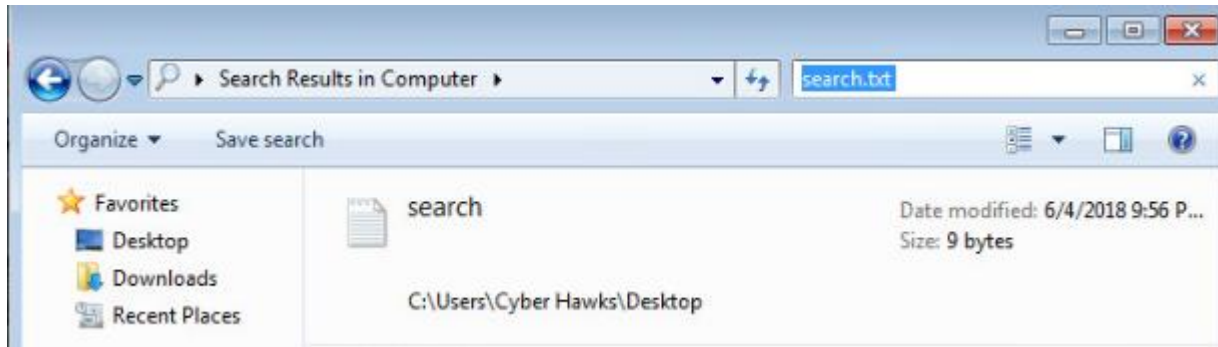 Search Results in Computer
search.txt
Organize
Save search
Favorites
Desktop
Downloads
Recent Places
search
Date modified: 6/4/2018 9:56 P...
Size: 9 bytes
C:\Users\Cyber Hawks\Desktop